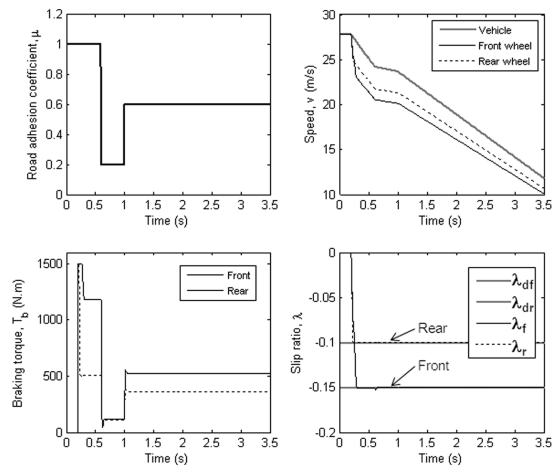 1.2
1
0.8
0.6
0.4
0.2
0
Road adhesion coefficient, μ
0 0.5 1 1.5 2 2.5 3 3.5
Time (s)
30
25
20
15
10
Speed, v (m/s)
Vehicle
Front wheel
Rear wheel
0 0.5 1 1.5 2 2.5 3 3.5
Time (s)
1500
1000
500
0
Braking torque, T_b (N.m)
Front
Rear
0 0.5 1 1.5 2 2.5 3 3.5
Time (s)
0
-0.05
-0.1
-0.15
-0.2
Slip ratio, λ
λ_df
λ_dr
λ_f
λ_r
Rear
Front
0 0.5 1 1.5 2 2.5 3 3.5
Time (s)